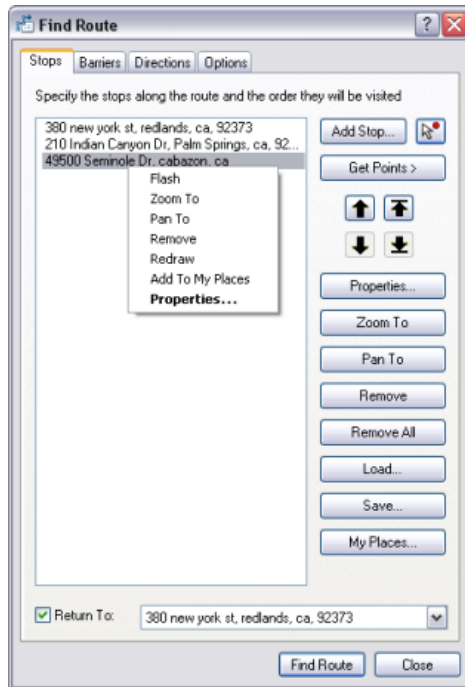 Find Route
Stops Barriers Directions Options
Specify the stops along the route and the order they will be visited
380 new york st, redlands, ca, 92373
210 Indian Canyon Dr, Palm Springs, ca, 92...
49500 Seminole Dr, cabazon, ca
Flash
Zoom To
Pan To
Remove
Redraw
Add To My Places
Properties...
Add Stop...
Get Points >
Properties...
Zoom To
Pan To
Remove
Remove All
Load...
Save...
My Places...
Return To: 380 new york st, redlands, ca, 92373
Find Route Close